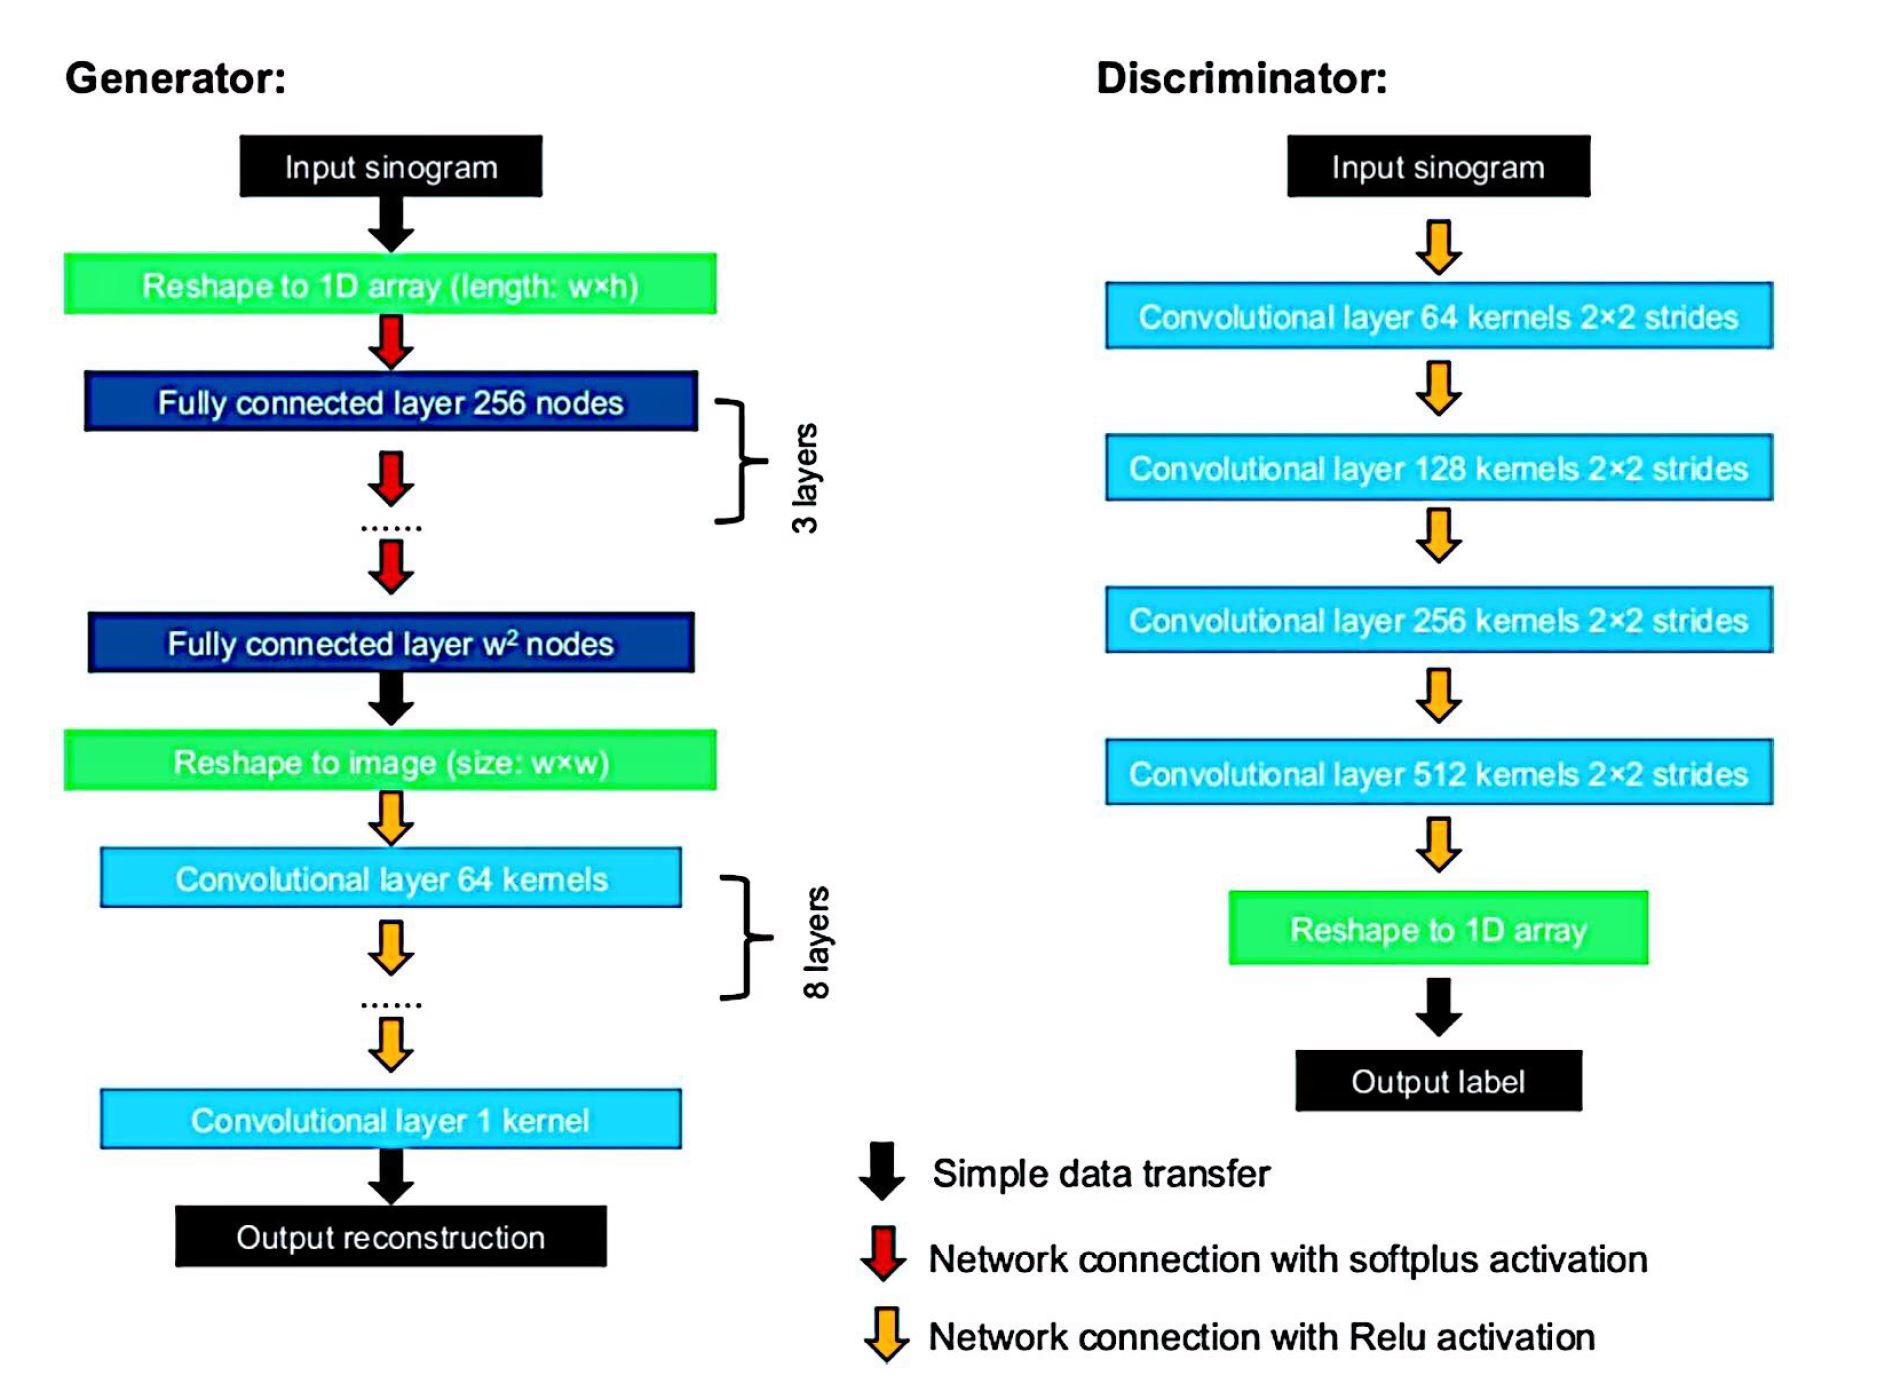 Generator:
Input sinogram
Reshape to 1D array (length: w×h)
Fully connected layer 256 nodes
......
3 layers
Fully connected layer w² nodes
Reshape to image (size: w×w)
Convolutional layer 64 kernels
......
8 layers
Convolutional layer 1 kernel
Output reconstruction
Discriminator:
Input sinogram
Convolutional layer 64 kernels 2×2 strides
Convolutional layer 128 kernels 2×2 strides
Convolutional layer 256 kernels 2×2 strides
Convolutional layer 512 kernels 2×2 strides
Reshape to 1D array
Output label
Simple data transfer
Network connection with softplus activation
Network connection with Relu activation